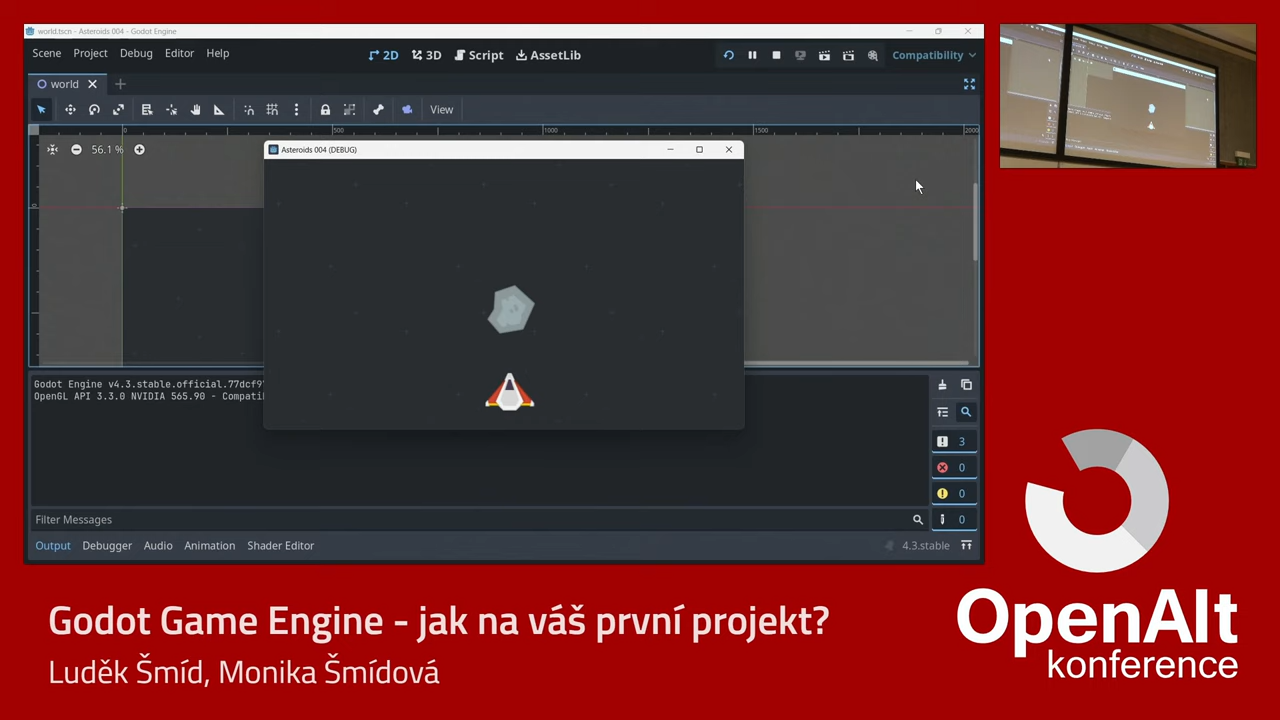 world.tscn - Asteroids 004 - Godot Engine
Scene Project Debug Editor Help
2D 3D Script AssetLib
Compatibility
world
View
0 500 1000 1500 2000
56.1 %
0
Asteroids 004 (DEBUG)
Godot Engine v4.3.stable.official.77dcf9
OpenGL API 3.3.0 NVIDIA 565.90 - Compati
3
0
0
0
Filter Messages
Output Debugger Audio Animation Shader Editor
4.3.stable
Godot Game Engine - jak na váš první projekt?
Luděk Šmíd, Monika Šmídová
OpenAlt
konference